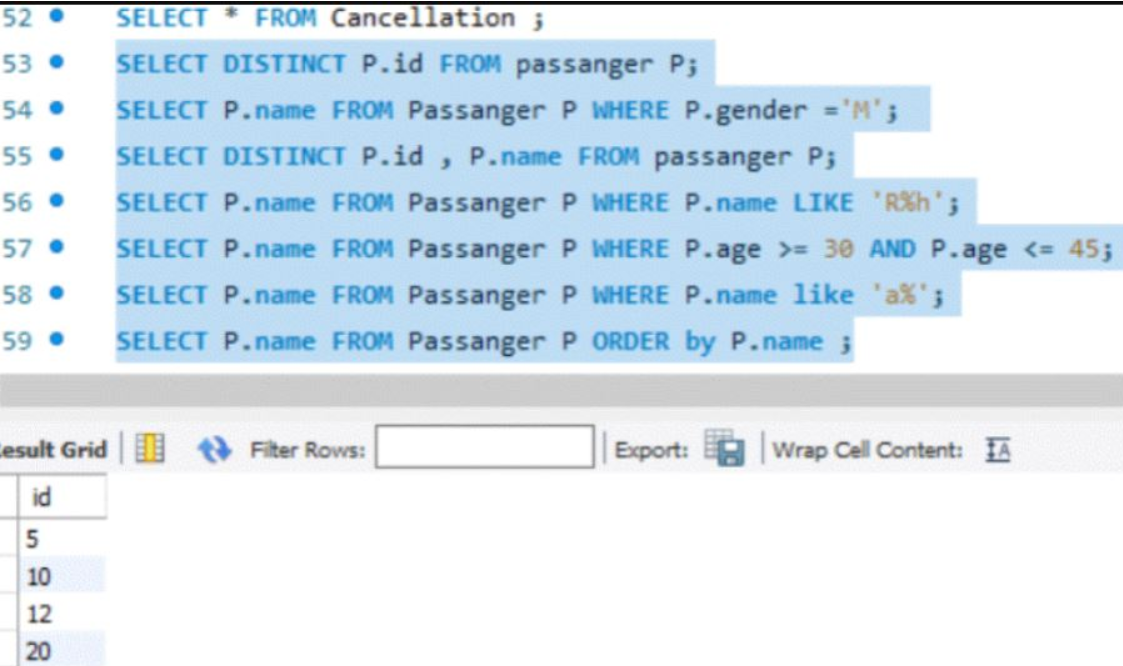 52 SELECT * FROM Cancellation ;
53 SELECT DISTINCT P.id FROM passanger P;
54 SELECT P.name FROM Passanger P WHERE P.gender ='M';
55 SELECT DISTINCT P.id , P.name FROM passanger P;
56 SELECT P.name FROM Passanger P WHERE P.name LIKE 'R%h';
57 SELECT P.name FROM Passanger P WHERE P.age >= 30 AND P.age <= 45;
58 SELECT P.name FROM Passanger P WHERE P.name like 'a%';
59 SELECT P.name FROM Passanger P ORDER by P.name ;
esult Grid Filter Rows: Export: Wrap Cell Content: IA
id
5
10
12
20